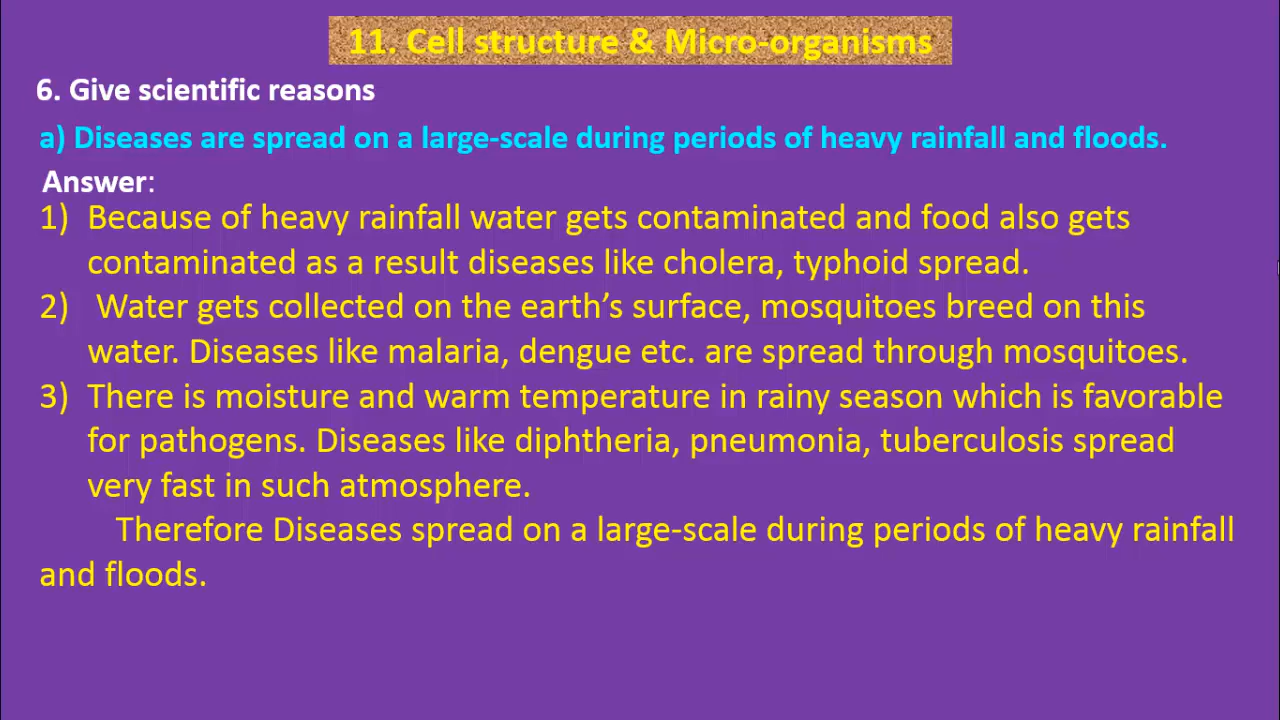 11. Cell structure & Micro-organisms
6. Give scientific reasons
a) Diseases are spread on a large-scale during periods of heavy rainfall and floods.
Answer:
1) Because of heavy rainfall water gets contaminated and food also gets
contaminated as a result diseases like cholera, typhoid spread.
2) Water gets collected on the earth’s surface, mosquitoes breed on this
water. Diseases like malaria, dengue etc. are spread through mosquitoes.
3) There is moisture and warm temperature in rainy season which is favorable
for pathogens. Diseases like diphtheria, pneumonia, tuberculosis spread
very fast in such atmosphere.
Therefore Diseases spread on a large-scale during periods of heavy rainfall
and floods.